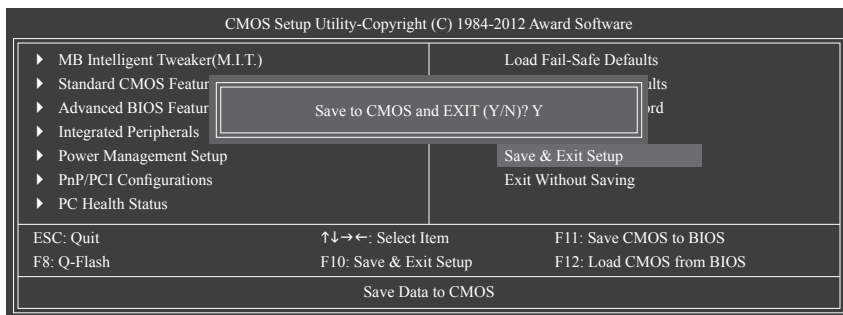 CMOS Setup Utility-Copyright (C) 1984-2012 Award Software
MB Intelligent Tweaker(M.I.T.)
Standard CMOS Featur
Advanced BIOS Featur
Integrated Peripherals
Power Management Setup
PnP/PCI Configurations
PC Health Status
Load Fail-Safe Defaults
Save & Exit Setup
Exit Without Saving
Save to CMOS and EXIT (Y/N)? Y
ESC: Quit ↑↓→←: Select Item F11: Save CMOS to BIOS
F8: Q-Flash F10: Save & Exit Setup F12: Load CMOS from BIOS
Save Data to CMOS